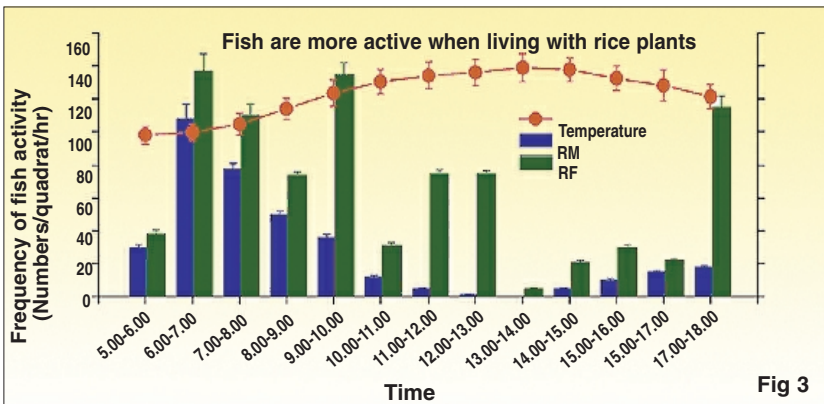 Fish are more active when living with rice plants
Frequency of fish activity
(Numbers/quadrat/hr)
160
140
120
100
80
60
40
20
0
Temperature
RM
RF
5.00-6.00
6.00-7.00
7.00-8.00
8.00-9.00
9.00-10.00
10.00-11.00
11.00-12.00
12.00-13.00
13.00-14.00
14.00-15.00
15.00-16.00
15.00-17.00
17.00-18.00
Time
Fig 3